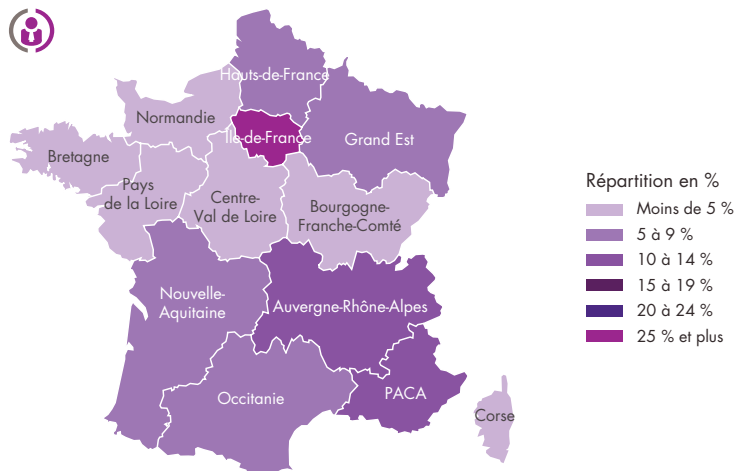 Hauts-de-France
Normandie
Île-de-France
Grand Est
Bretagne
Pays
de la Loire
Centre-
Val de Loire
Bourgogne-
Franche-Comté
Nouvelle-
Aquitaine
Auvergne-Rhône-Alpes
Occitanie
PACA
Corse
Répartition en %
Moins de 5 %
5 à 9 %
10 à 14 %
15 à 19 %
20 à 24 %
25 % et plus